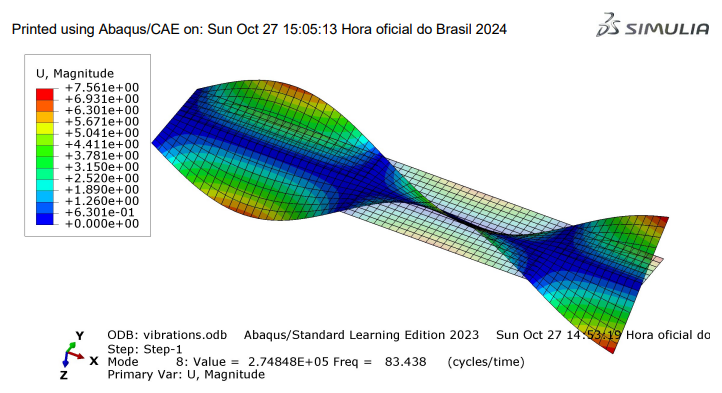 Printed using Abaqus/CAE on: Sun Oct 27 15:05:13 Hora oficial do Brasil 2024
SIMULIA
U, Magnitude
+7.561e+00
+6.931e+00
+6.301e+00
+5.671e+00
+5.041e+00
+4.411e+00
+3.781e+00
+3.150e+00
+2.520e+00
+1.890e+00
+1.260e+00
+6.301e-01
+0.000e+00
Y
X
Z
ODB: vibrations.odb Abaqus/Standard Learning Edition 2023 Sun Oct 27 14:53:19 Hora oficial do
Step: Step-1
Mode 8: Value = 2.74848E+05 Freq = 83.438 (cycles/time)
Primary Var: U, Magnitude